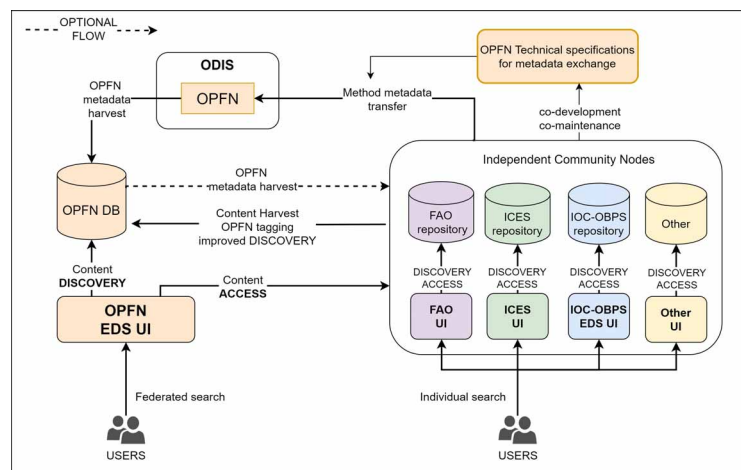 OPTIONAL
FLOW
ODIS
OPFN
OPFN Technical specifications
for metadata exchange
OPFN
metadata
harvest
Method metadata
transfer
co-development
co-maintenance
Independent Community Nodes
OPFN DB
OPFN
metadata harvest
Content Harvest
OPFN tagging
improved DISCOVERY
FAO
repository
ICES
repository
IOC-OBPS
repository
Other
Content
DISCOVERY
Content
ACCESS
DISCOVERY
ACCESS
DISCOVERY
ACCESS
DISCOVERY
ACCESS
DISCOVERY
ACCESS
OPFN
EDS UI
FAO
UI
ICES
UI
IOC-OBPS
EDS UI
Other
UI
Federated search
Individual search
USERS
USERS